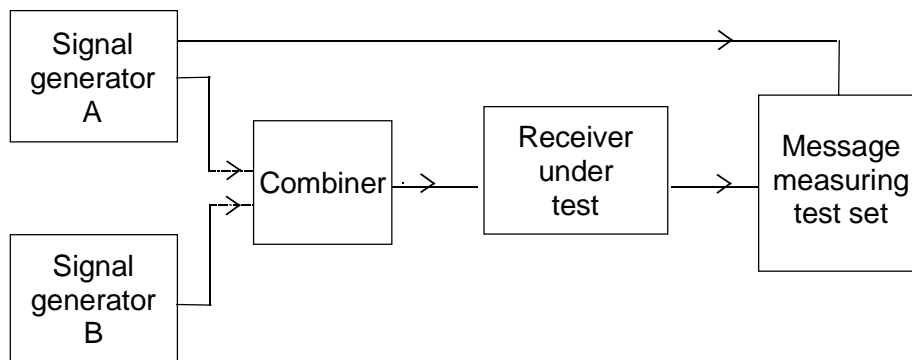 Signal
generator
A
Combiner
Receiver
under
test
Message
measuring
test set
Signal
generator
B